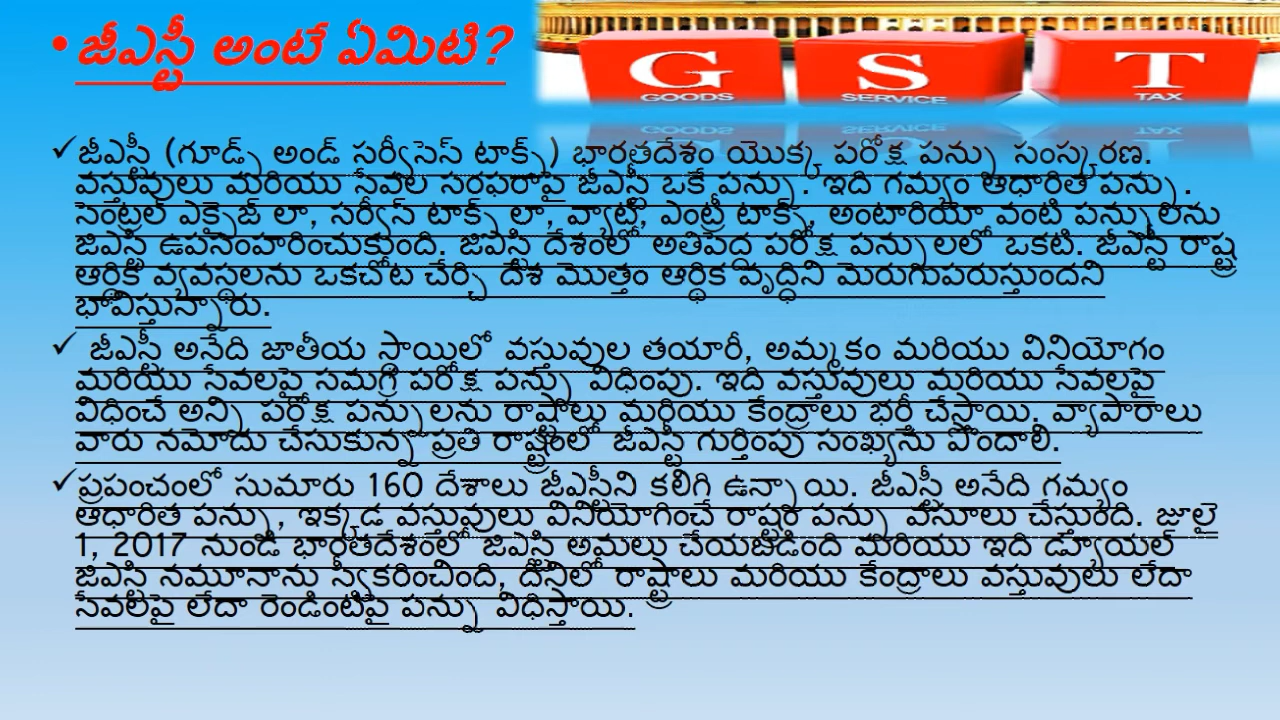 • జీఎస్టీ అంటే ఏమిటి?
G S T
GOODS SERVICE TAX
✓జీఎస్టీ (గూడ్స్ అండ్ సర్వీసెస్ టాక్స్) భారతదేశం యొక్క పరోక్ష పన్ను సంస్కరణ.
వస్తువులు మరియు సేవల సరఫరాపై జీఎస్టీ ఒకే పన్ను. ఇది గమ్యం ఆధారిత పన్ను.
సెంట్రల్ ఎక్సైజ్ లా, సర్వీస్ టాక్స్ లా, వ్యాట్, ఎంట్రీ టాక్స్, అంటారియా వంటి పన్నులను
జిఎస్టి ఉపసంహరించుకుంది. జిఎస్టి దేశంలో అతిపెద్ద పరోక్ష పన్నులలో ఒకటి. జీఎస్టీ రాష్ట్ర
ఆర్థిక వ్యవస్థలను ఒకచోట చేర్చి దేశ మొత్తం ఆర్థిక వృద్ధిని మెరుగుపరుస్తుందని
భావిస్తున్నారు.
✓ జీఎస్టీ అనేది జాతీయ స్థాయిలో వస్తువుల తయారీ, అమ్మకం మరియు వినియోగం
మరియు సేవలపై సమగ్ర పరోక్ష పన్ను విధింపు. ఇది వస్తువులు మరియు సేవలపై
విధించే అన్ని పరోక్ష పన్నులను రాష్ట్రాలు మరియు కేంద్రాలు భర్తీ చేస్తాయి. వ్యాపారాలు
వారు నమోదు చేసుకున్న ప్రతి రాష్ట్రంలో జీఎస్టీ గుర్తింపు సంఖ్యను పొందాలి.
✓ప్రపంచంలో సుమారు 160 దేశాలు జీఎస్టీని కలిగి ఉన్నాయి. జీఎస్టీ అనేది గమ్యం
ఆధారిత పన్ను, ఇక్కడ వస్తువులు వినియోగించే రాష్ట్రం పన్ను వసూలు చేస్తుంది. జూలై
1, 2017 నుండి భారతదేశంలో జిఎస్టి అమలు చేయబడింది మరియు ఇది డ్యూయల్
జిఎస్టి నమూనాను స్వీకరించింది, దీనిలో రాష్ట్రాలు మరియు కేంద్రాలు వస్తువులు లేదా
సేవలపై లేదా రెండింటిపై పన్ను విధిస్తాయి.